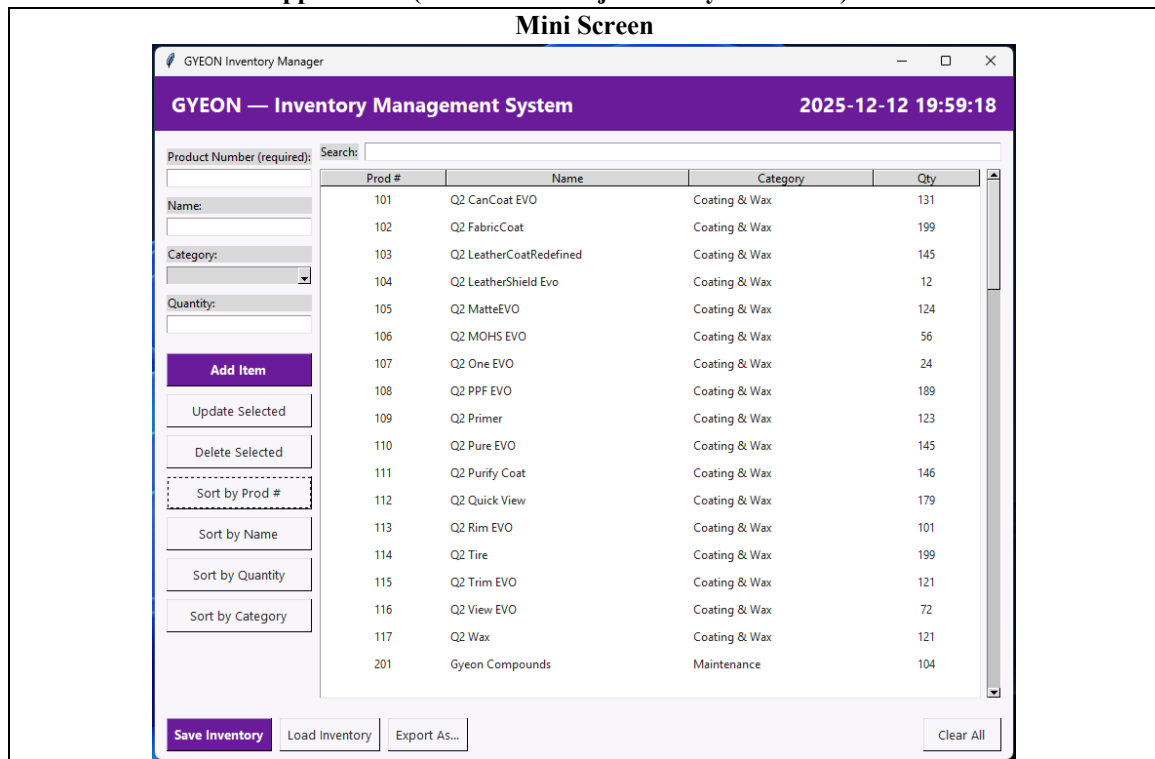 Mini Screen
GYEON Inventory Manager
GYEON — Inventory Management System 2025-12-12 19:59:18
Product Number (required):
Name:
Category:
Quantity:
Add Item
Update Selected
Delete Selected
Sort by Prod #
Sort by Name
Sort by Quantity
Sort by Category
Search:
Prod # Name Category Qty
101 Q2 CanCoat EVO Coating & Wax 131
102 Q2 FabricCoat Coating & Wax 199
103 Q2 LeatherCoatRedefined Coating & Wax 145
104 Q2 LeatherShield Evo Coating & Wax 12
105 Q2 MatteEVO Coating & Wax 124
106 Q2 MOHS EVO Coating & Wax 56
107 Q2 One EVO Coating & Wax 24
108 Q2 PPF EVO Coating & Wax 189
109 Q2 Primer Coating & Wax 123
110 Q2 Pure EVO Coating & Wax 145
111 Q2 Purify Coat Coating & Wax 146
112 Q2 Quick View Coating & Wax 179
113 Q2 Rim EVO Coating & Wax 101
114 Q2 Tire Coating & Wax 199
115 Q2 Trim EVO Coating & Wax 121
116 Q2 View EVO Coating & Wax 72
117 Q2 Wax Coating & Wax 121
201 Gyeon Compounds Maintenance 104
Save Inventory Load Inventory Export As... Clear All